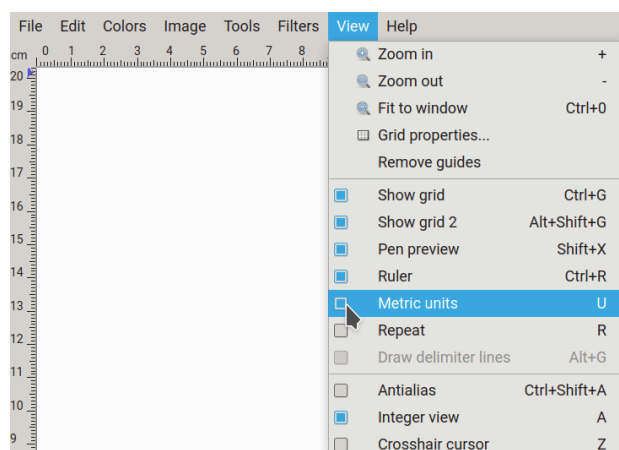 File Edit Colors Image Tools Filters View Help
cm 0 1 2 3 4 5 6 7 8
20
19
18
17
16
15
14
13
12
11
10
9
Zoom in +
Zoom out -
Fit to window Ctrl+0
Grid properties...
Remove guides
Show grid Ctrl+G
Show grid 2 Alt+Shift+G
Pen preview Shift+X
Ruler Ctrl+R
Metric units U
Repeat R
Draw delimiter lines Alt+G
Antialias Ctrl+Shift+A
Integer view A
Crosshair cursor Z